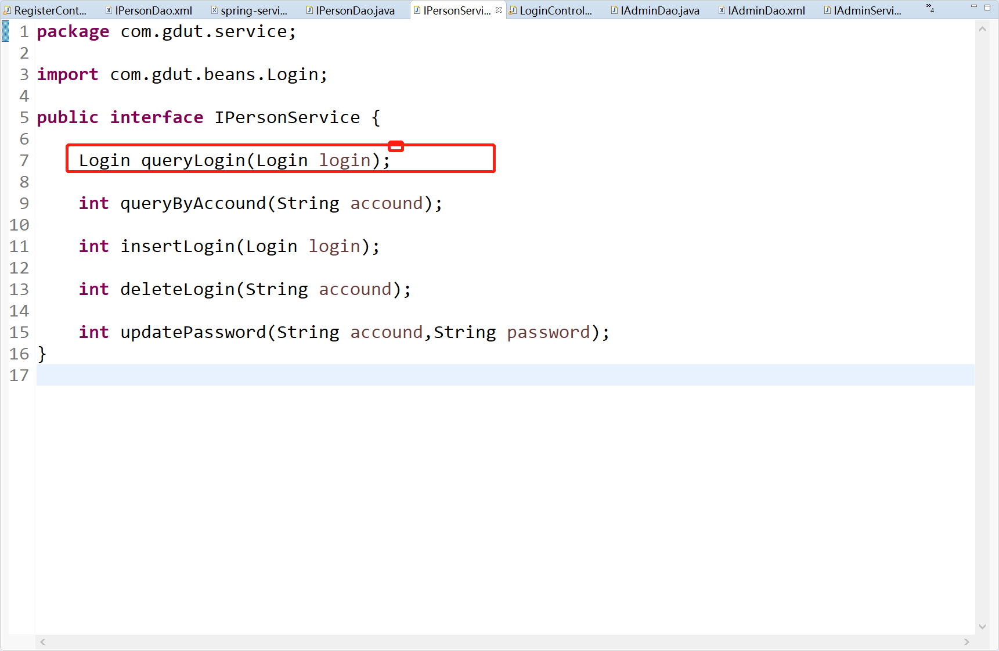 RegisterCont... IPersonDao.xml spring-servi... IPersonDao.java IPersonServi... LoginControl... IAdminDao.java IAdminDao.xml IAdminServi... »4
1 package com.gdut.service;
2
3 import com.gdut.beans.Login;
4
5 public interface IPersonService {
6
7 Login queryLogin(Login login);
8
9 int queryByAccound(String accound);
10
11 int insertLogin(Login login);
12
13 int deleteLogin(String accound);
14
15 int updatePassword(String accound,String password);
16 }
17